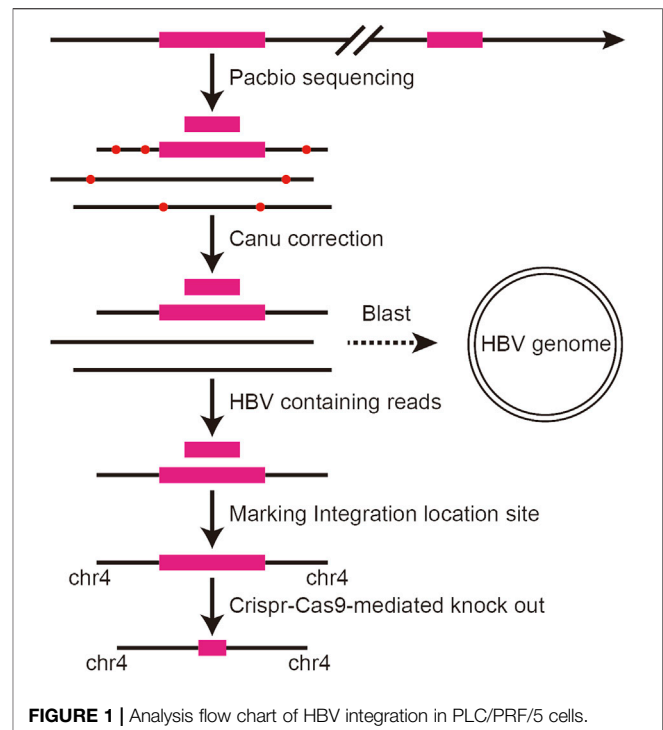 Pacbio sequencing
Canu correction
Blast
HBV genome
HBV containing reads
Marking Integration location site
chr4 chr4
Crispr-Cas9-mediated knock out
chr4 chr4
FIGURE 1 | Analysis flow chart of HBV integration in PLC/PRF/5 cells.